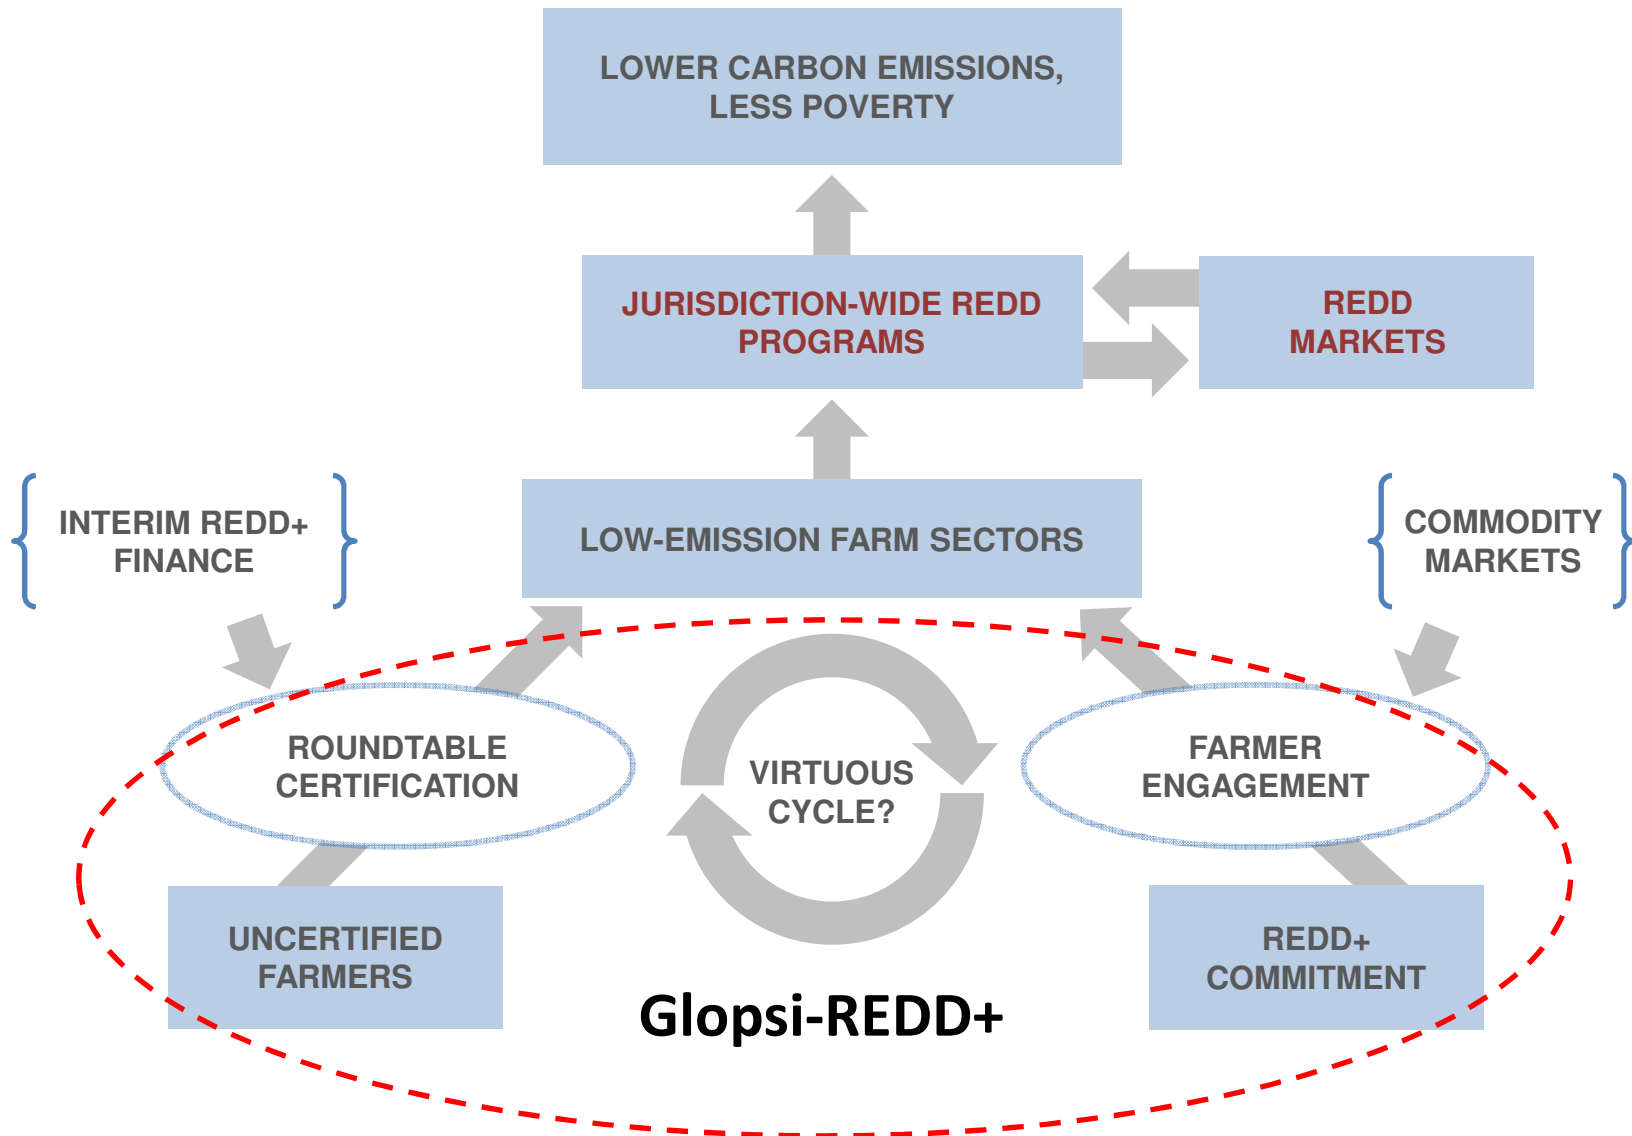 LOWER CARBON EMISSIONS,
LESS POVERTY
JURISDICTION-WIDE REDD
PROGRAMS
REDD
MARKETS
INTERIM REDD+
FINANCE
LOW-EMISSION FARM SECTORS
COMMODITY
MARKETS
ROUNDTABLE
CERTIFICATION
VIRTUOUS
CYCLE?
FARMER
ENGAGEMENT
UNCERTIFIED
FARMERS
REDD+
COMMITMENT
Glopsi-REDD+